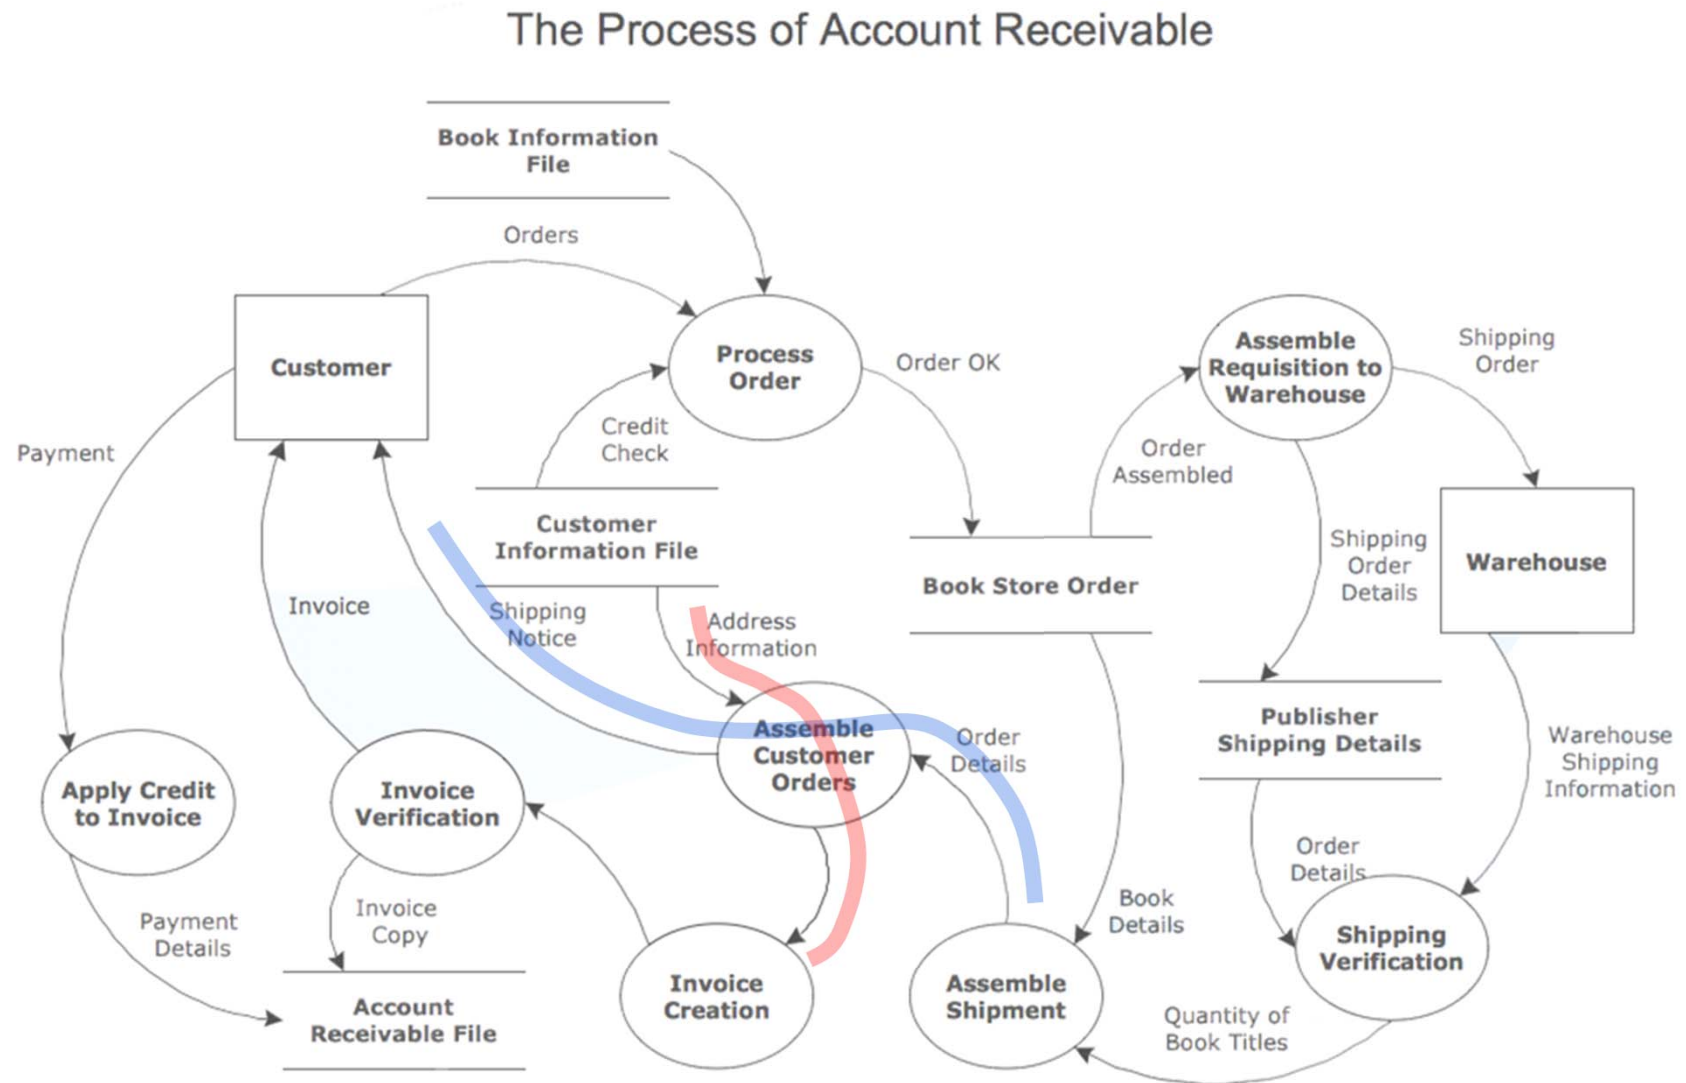 The Process of Account Receivable
Book Information
File
Orders
Customer
Process
Order
Order OK
Assemble
Requisition to
Warehouse
Shipping
Order
Payment
Credit
Check
Order
Assembled
Customer
Information File
Shipping
Order
Details
Warehouse
Book Store Order
Invoice
Shipping
Notice
Address
Information
Publisher
Shipping Details
Assemble
Customer
Orders
Order
Details
Warehouse
Shipping
Information
Apply Credit
to Invoice
Invoice
Verification
Order
Details
Payment
Details
Invoice
Copy
Book
Details
Shipping
Verification
Account
Receivable File
Invoice
Creation
Assemble
Shipment
Quantity of
Book Titles